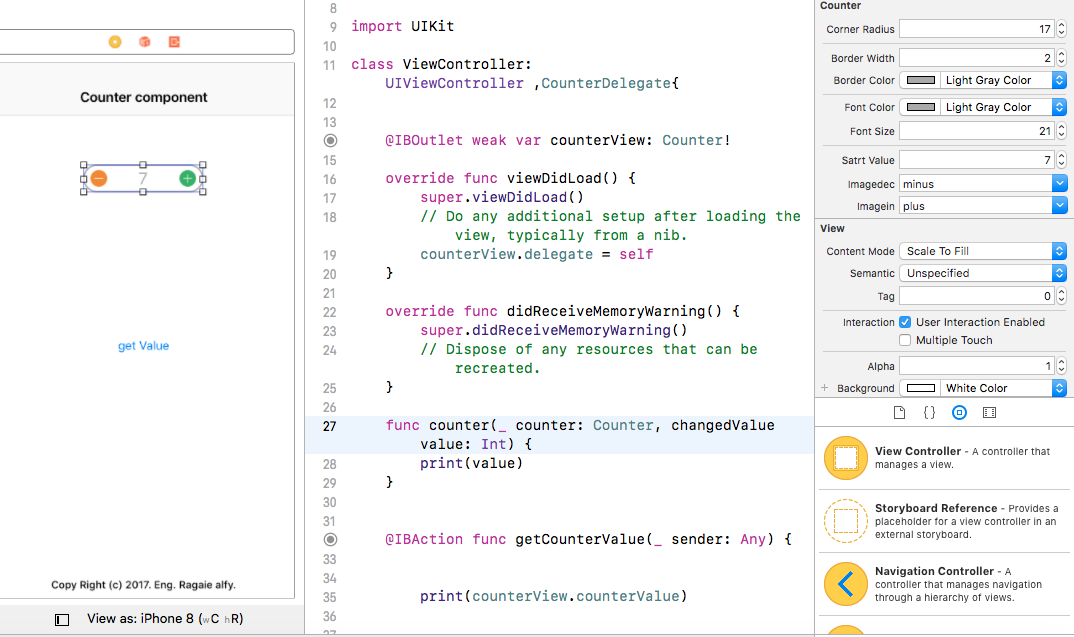 Counter component
7
get Value
Copy Right (c) 2017. Eng. Ragaie alfy.
View as: iPhone 8 (wC hR)
8
9 import UIKit
10
11 class ViewController:
UIViewController ,CounterDelegate{
12
13
@IBOutlet weak var counterView: Counter!
15
16 override func viewDidLoad() {
17 super.viewDidLoad()
18 // Do any additional setup after loading the
view, typically from a nib.
19 counterView.delegate = self
20 }
21
22 override func didReceiveMemoryWarning() {
23 super.didReceiveMemoryWarning()
24 // Dispose of any resources that can be
recreated.
25 }
26
27 func counter(_ counter: Counter, changedValue
value: Int) {
28 print(value)
29 }
30
31
@IBAction func getCounterValue(_ sender: Any) {
33
34
35 print(counterView.counterValue)
36
37
Counter
Corner Radius 17
Border Width 2
Border Color Light Gray Color
Font Color Light Gray Color
Font Size 21
Satrt Value 7
Imagedec minus
Imagein plus
View
Content Mode Scale To Fill
Semantic Unspecified
Tag 0
Interaction User Interaction Enabled
Multiple Touch
Alpha 1
+ Background White Color
{ }
View Controller - A controller that
manages a view.
Storyboard Reference - Provides a
placeholder for a view controller in an
external storyboard.
Navigation Controller - A
controller that manages navigation
through a hierarchy of views.